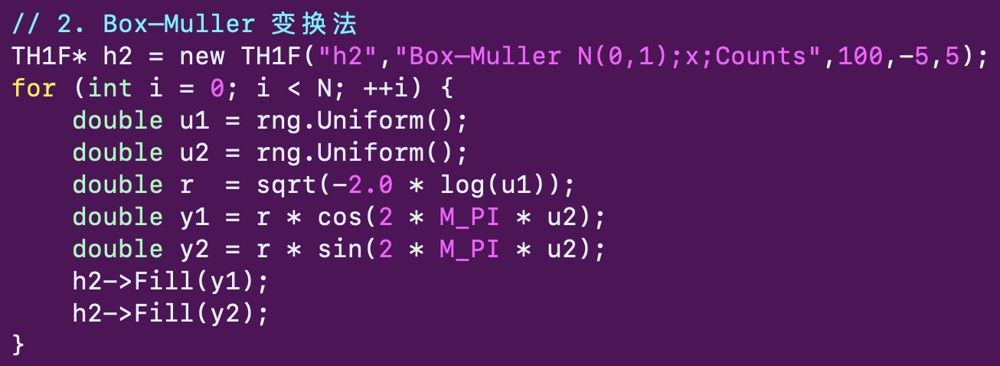 // 2. Box–Muller 变换法
TH1F* h2 = new TH1F("h2","Box–Muller N(0,1);x;Counts",100,-5,5);
for (int i = 0; i < N; ++i) {
    double u1 = rng.Uniform();
    double u2 = rng.Uniform();
    double r  = sqrt(-2.0 * log(u1));
    double y1 = r * cos(2 * M_PI * u2);
    double y2 = r * sin(2 * M_PI * u2);
    h2->Fill(y1);
    h2->Fill(y2);
}